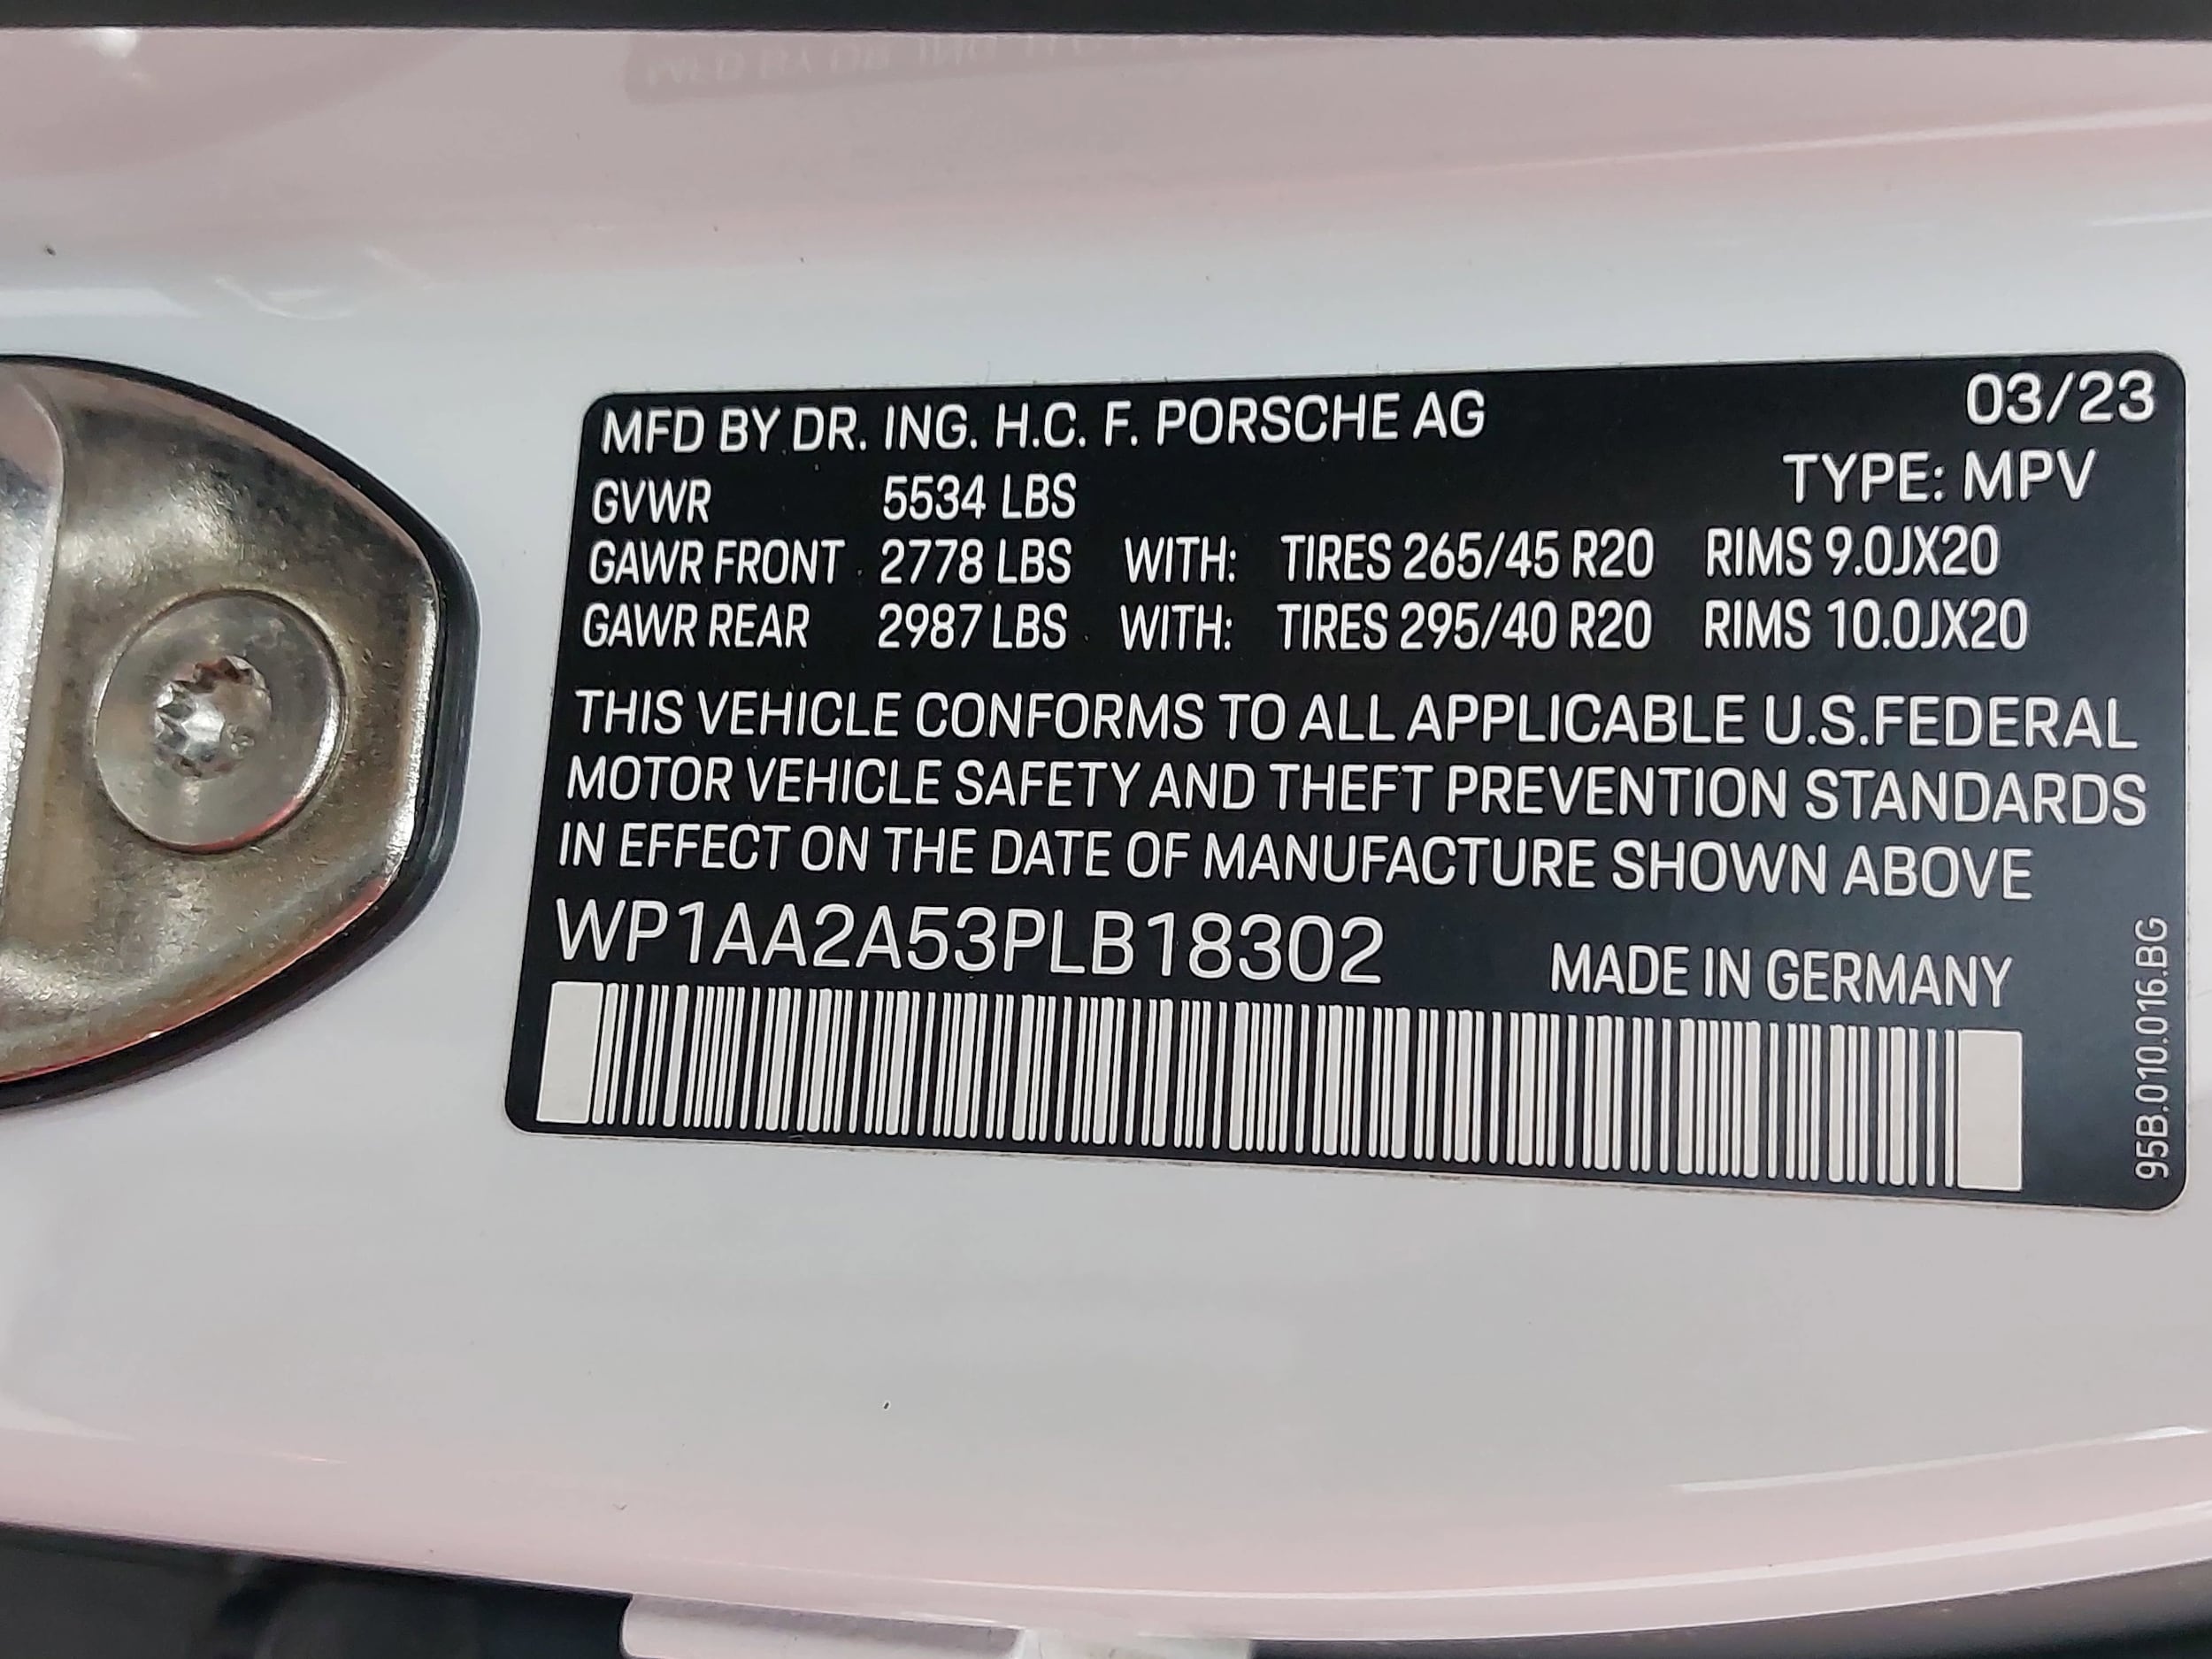 MFD BY DR. ING. H.C. F. PORSCHE AG 03/23
GVWR 5534 LBS TYPE: MPV
GAWR FRONT 2778 LBS WITH: TIRES 265/45 R20 RIMS 9.0JX20
GAWR REAR 2987 LBS WITH: TIRES 295/40 R20 RIMS 10.0JX20
THIS VEHICLE CONFORMS TO ALL APPLICABLE U.S.FEDERAL
MOTOR VEHICLE SAFETY AND THEFT PREVENTION STANDARDS
IN EFFECT ON THE DATE OF MANUFACTURE SHOWN ABOVE
WP1AA2A53PLB18302 MADE IN GERMANY
95B.010.016.BG